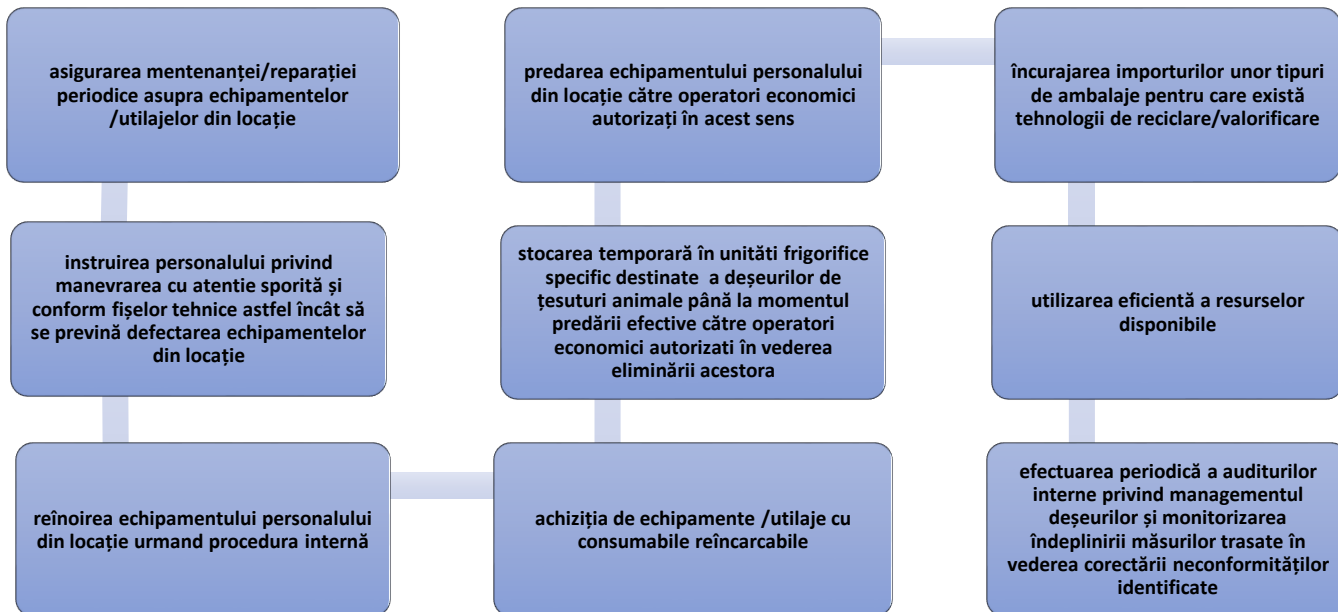 asigurarea mentenanței/reparației
periodice asupra echipamentelor
/utilajelor din locație
instruirea personalului privind
manevrarea cu atentie sporită și
conform fișelor tehnice astfel încât să
se prevină defectarea echipamentelor
din locație
reînoirea echipamentului personalului
din locație urmand procedura internă
achiziția de echipamente /utilaje cu
consumabile reîncarcabile
stocarea temporară în unităti frigorifice
specific destinate a deșeurilor de
țesuturi animale până la momentul
predării efective către operatori
economici autorizati în vederea
eliminării acestora
predarea echipamentului personalului
din locație către operatori economici
autorizați în acest sens
încurajarea importurilor unor tipuri
de ambalaje pentru care există
tehnologii de reciclare/valorificare
utilizarea eficientă a resurselor
disponibile
efectuarea periodică a auditurilor
interne privind managementul
deșeurilor și monitorizarea
îndeplinirii măsurilor trasate în
vederea corectării neconformităților
identificate